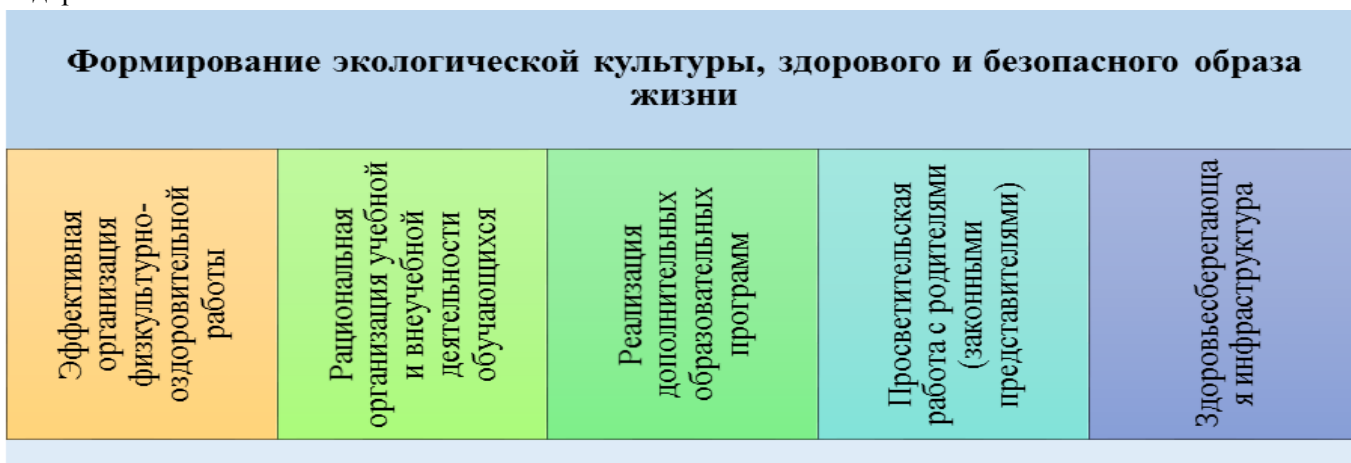 Формирование экологической культуры, здорового и безопасного образа
жизни
Эффективная
организация
физкультурно-
оздоровительной
работы
Рациональная
организация учебной
и внеучебной
деятельности
обучающихся
Реализация
дополнительных
образовательных
программ
Просветительская
работа с родителями
(законными
представителями)
Здоровьесберегающа
я инфраструктура